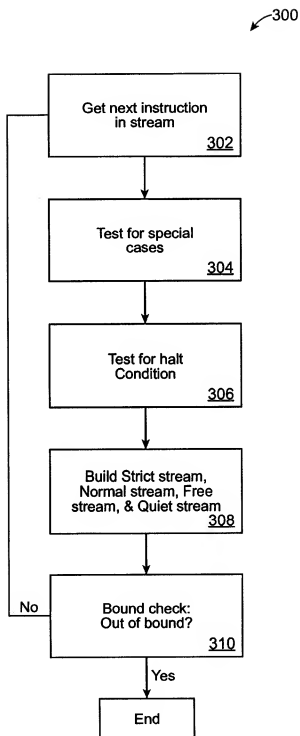 300
Get next instruction
in stream
302
Test for special
cases
304
Test for halt
Condition
306
Build Strict stream,
Normal stream, Free
stream, & Quiet stream
308
No
Bound check:
Out of bound?
310
Yes
End